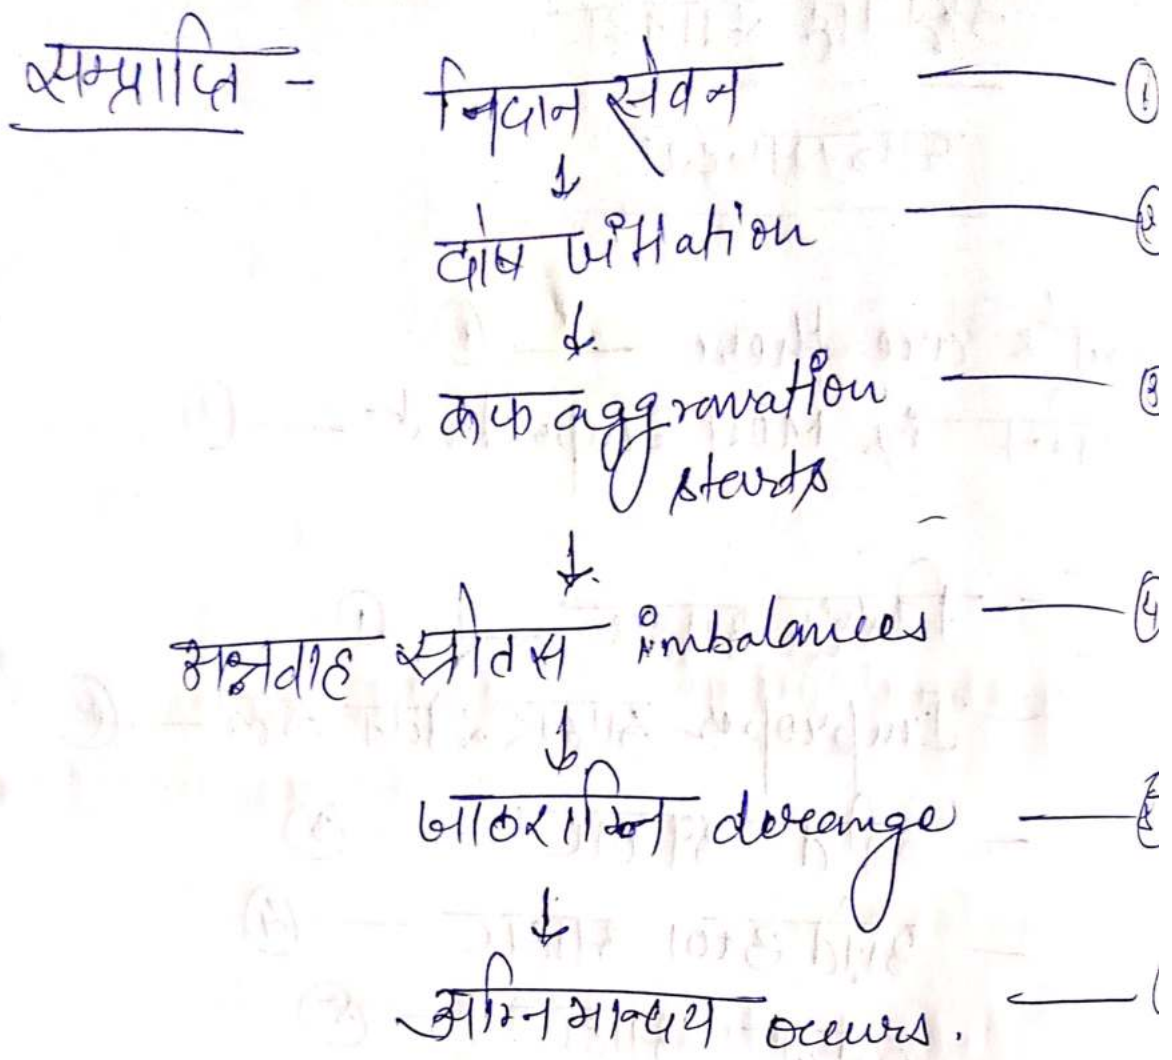 सम्प्राप्ति -
निदान सेवन — ①
↓
दोष vitiation — ②
↓
कफ aggravation — ③
starts
↓
अन्नवाह स्रोतस imbalances — ④
↓
जाठराग्नि derange — ⑤
↓
अग्निमान्धय occurs.